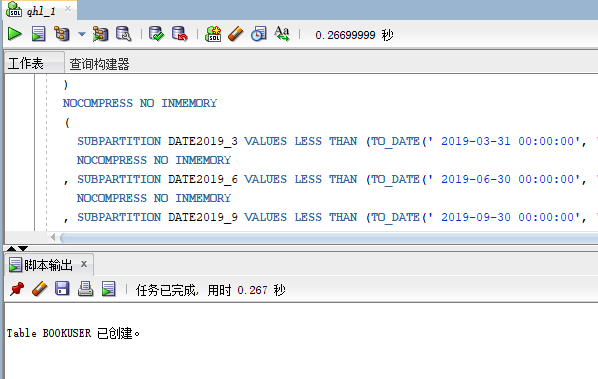 SQL qhl_1 ×
0.26699999 秒
工作表 查询构建器
)
NOCOMPRESS NO INMEMORY
(
SUBPARTITION DATE2019_3 VALUES LESS THAN (TO_DATE(' 2019-03-31 00:00:00',
NOCOMPRESS NO INMEMORY
, SUBPARTITION DATE2019_6 VALUES LESS THAN (TO_DATE(' 2019-06-30 00:00:00',
NOCOMPRESS NO INMEMORY
, SUBPARTITION DATE2019_9 VALUES LESS THAN (TO_DATE(' 2019-09-30 00:00:00',
脚本输出 ×
任务已完成, 用时 0.267 秒
Table BOOKUSER 已创建。